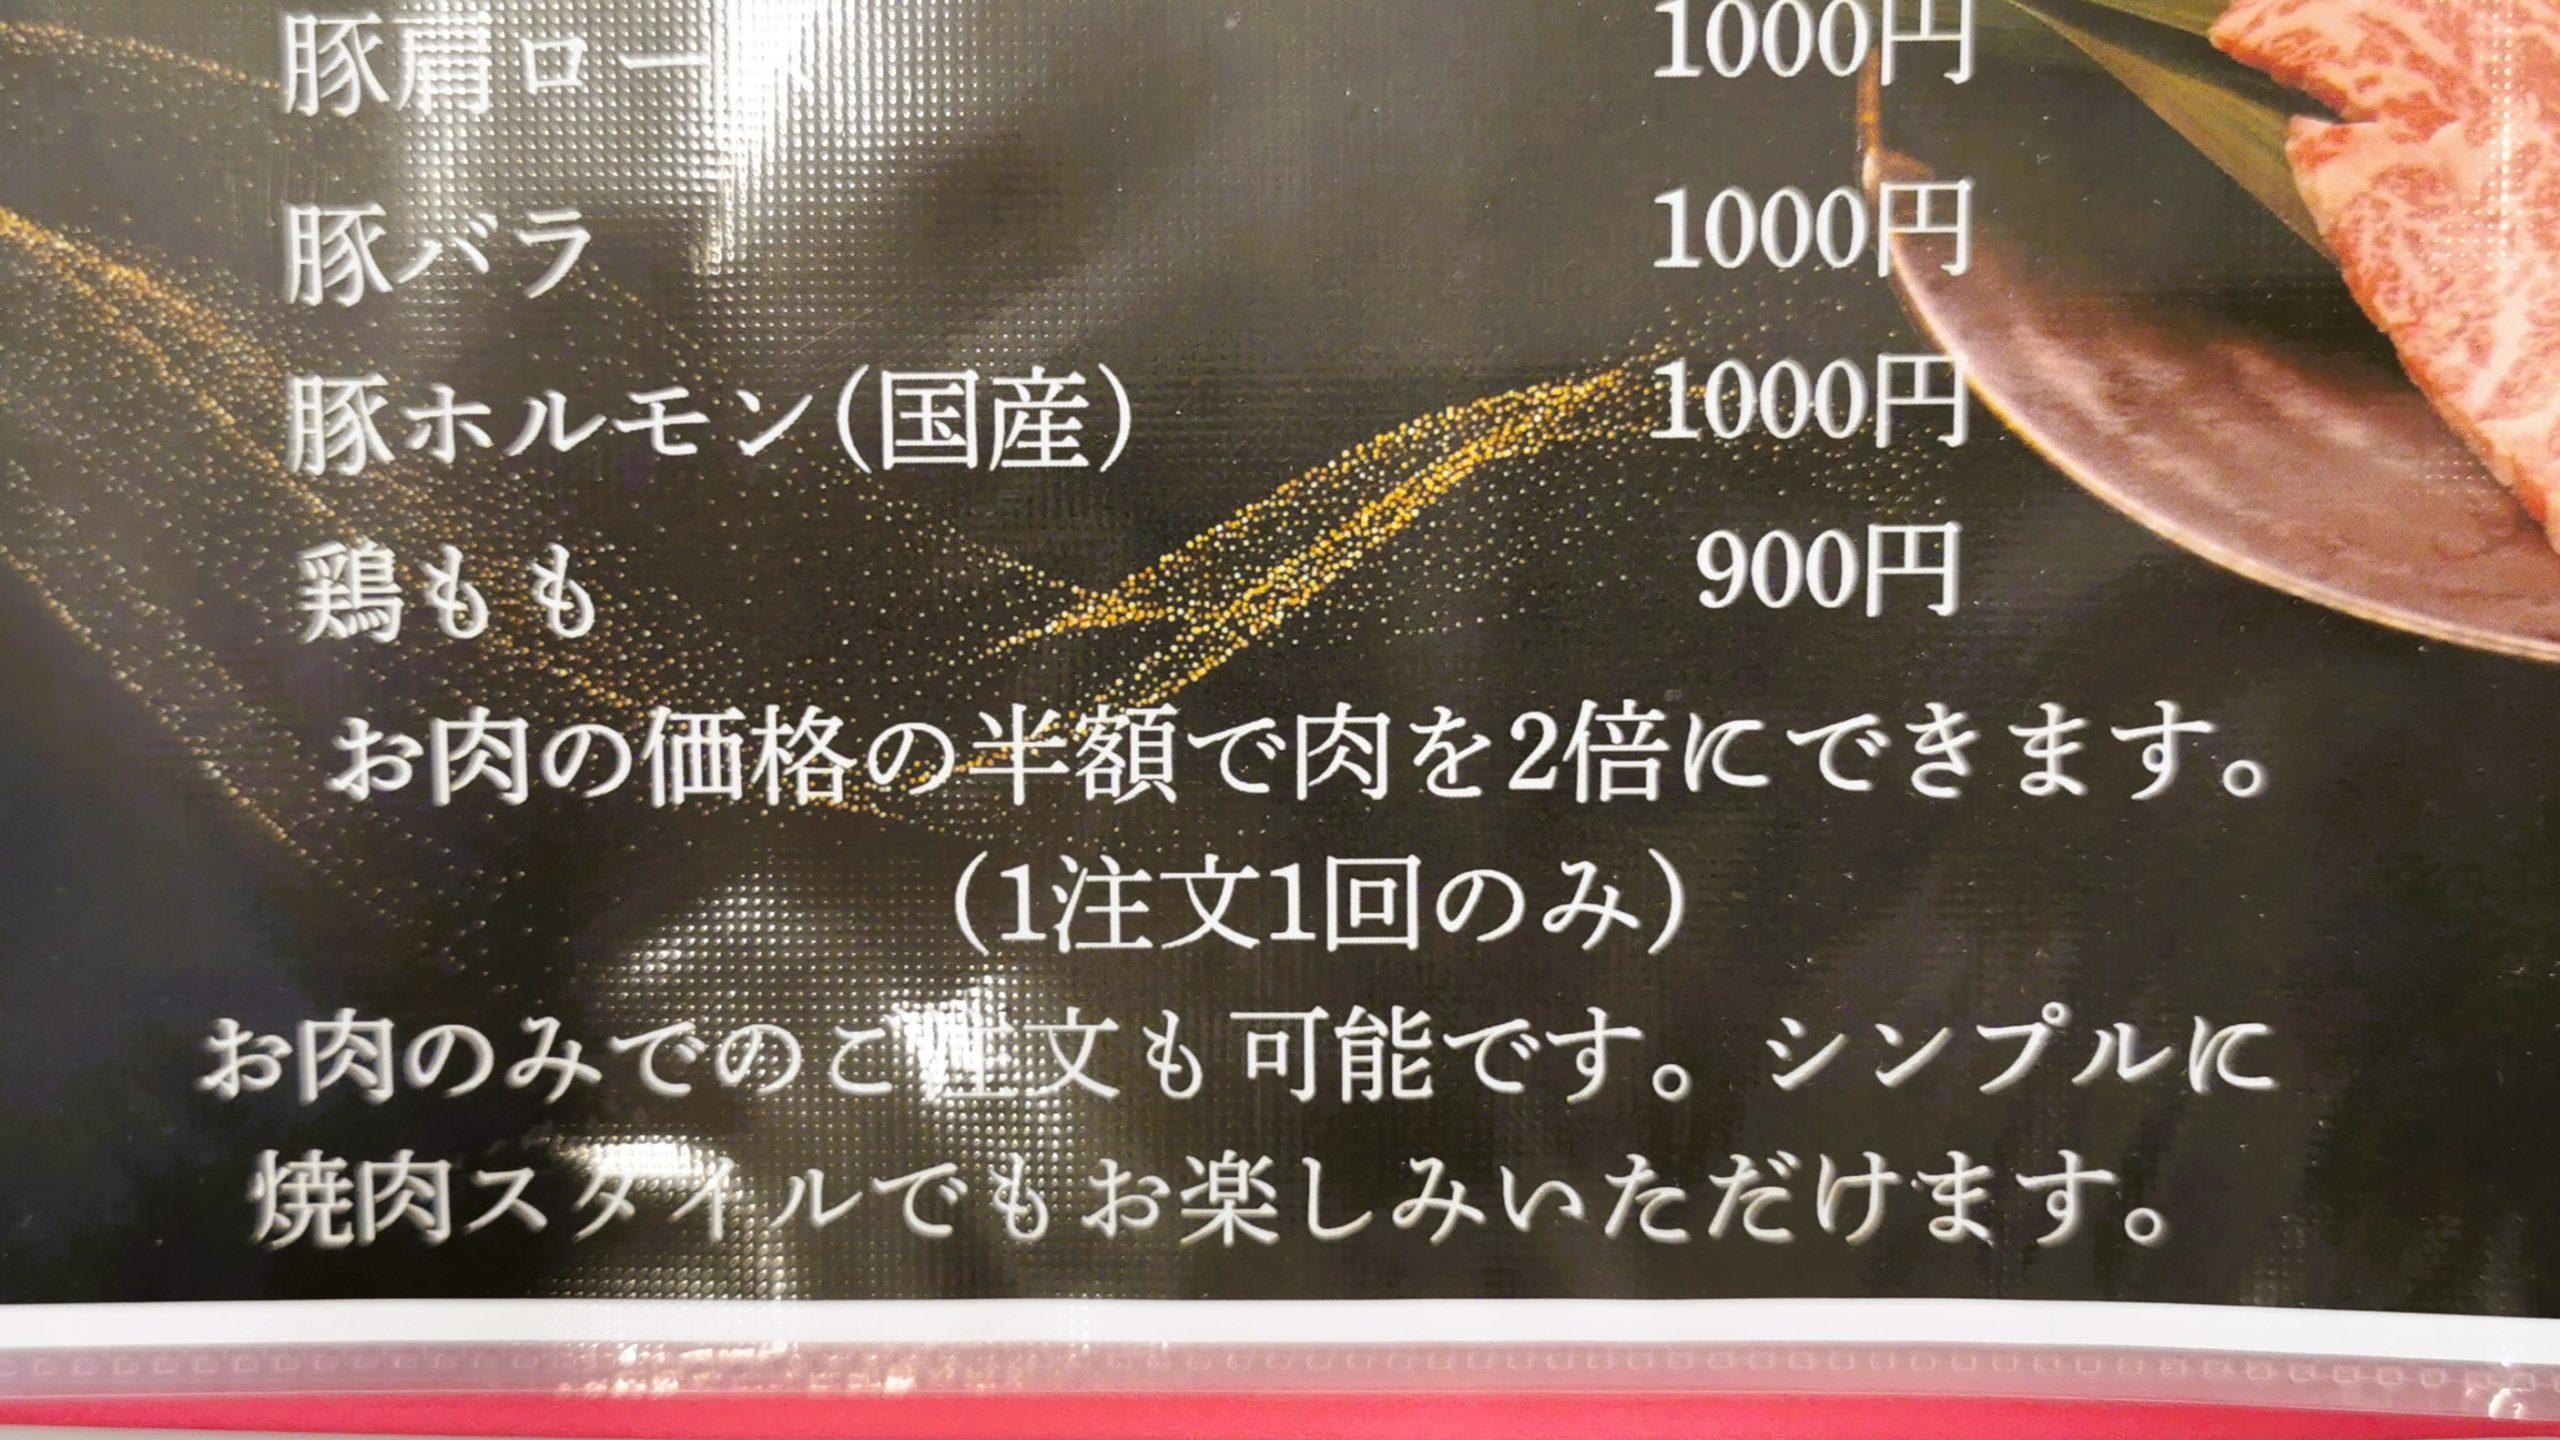 豚肩ロース 1000円
豚バラ 1000円
豚ホルモン(国産) 1000円
鶏もも 900円
お肉の価格の半額で肉を2倍にできます。
(1注文1回のみ)
お肉のみでのご注文も可能です。シンプルに
焼肉スタイルでもお楽しみいただけます。